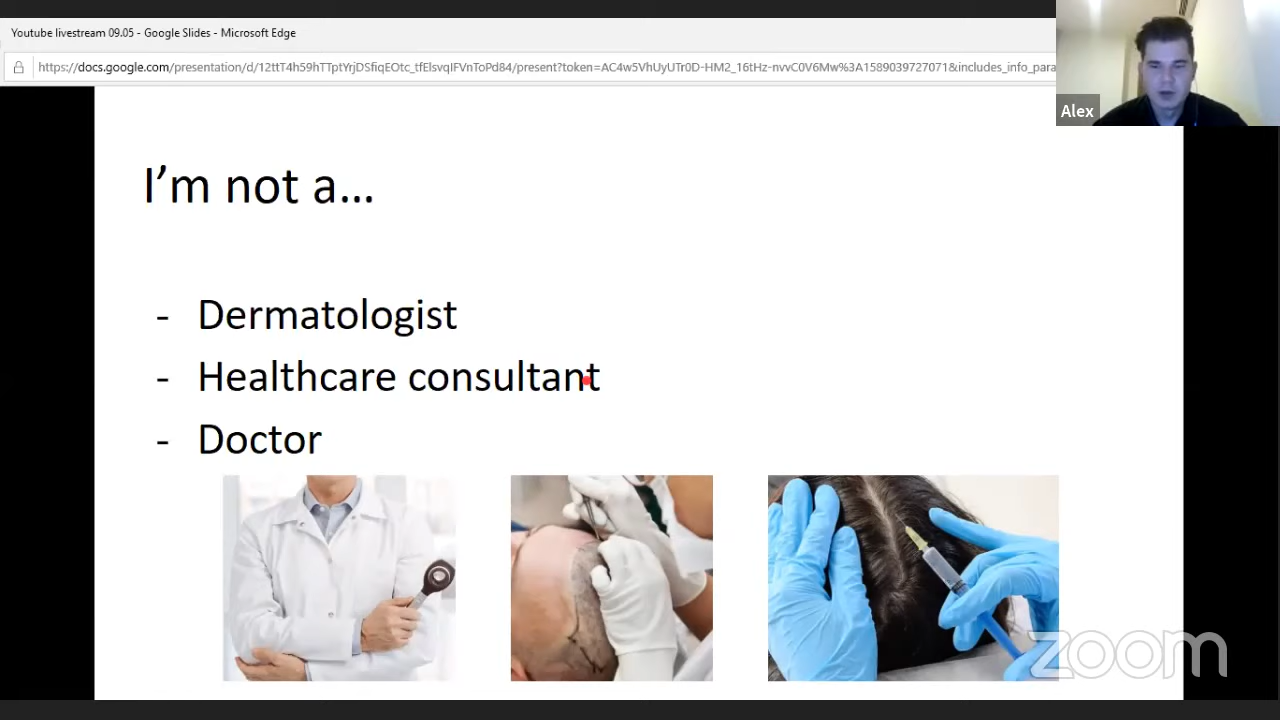 Youtube livestream 09.05 - Google Slides - Microsoft Edge
https://docs.google.com/presentation/d/12ttT4h59hTTptYrjDSfiqEOtc_tfElsvqIFVnToPd84/present?token=AC4w5VhUyUTr0D-HM2_16tHz-nvvC0V6Mw%3A1589039727071&includes_info_para
Alex
I'm not a...
- Dermatologist
- Healthcare consultant
- Doctor
zoom